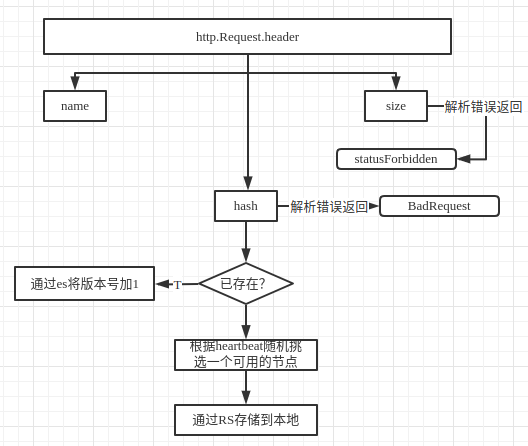 http.Request.header
name
size
解析错误返回
statusForbidden
hash
解析错误返回
BadRequest
已存在?
T
通过es将版本号加1
根据heartbeat随机挑
选一个可用的节点
通过RS存储到本地